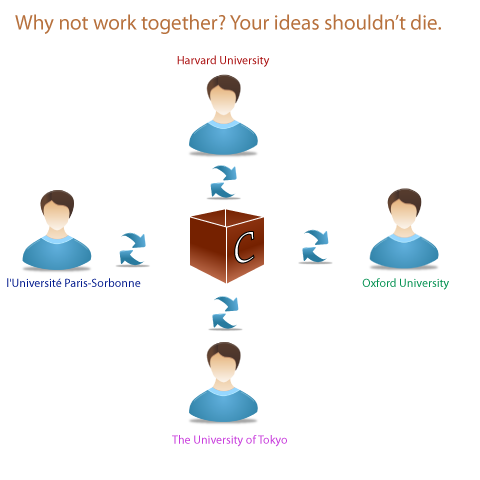 Why not work together? Your ideas shouldn't die.
Harvard University
C
l'Université Paris-Sorbonne
Oxford University
The University of Tokyo